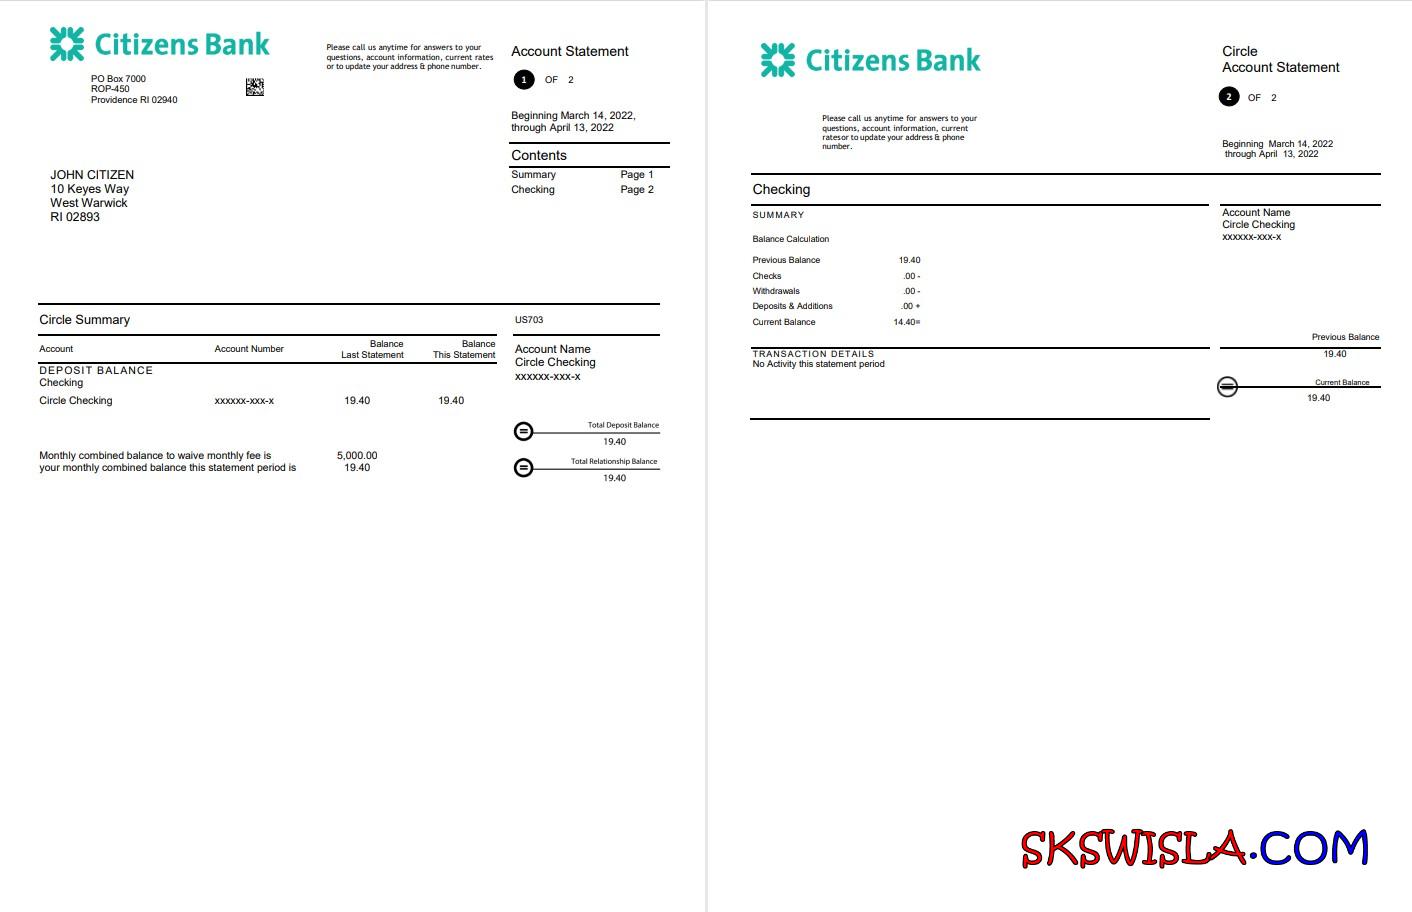 Citizens Bank
PO Box 7000
ROP-450
Providence RI 02940
Please call us anytime for answers to your
questions, account information, current rates
or to update your address & phone number.
Account Statement
1 OF 2
Beginning March 14, 2022,
through April 13, 2022
Contents
Summary Page 1
Checking Page 2
JOHN CITIZEN
10 Keyes Way
West Warwick
RI 02893
Circle Summary
US703
Account Account Number Balance Last Statement Balance This Statement
DEPOSIT BALANCE
Checking
Circle Checking xxxxxx-xxx-x 19.40 19.40
Monthly combined balance to waive monthly fee is 5,000.00
your monthly combined balance this statement period is 19.40
Account Name
Circle Checking
xxxxxx-xxx-x
Total Deposit Balance
19.40
Total Relationship Balance
19.40
Citizens Bank
Please call us anytime for answers to your
questions, account information, current
ratesor to update your address & phone
number.
Circle
Account Statement
2 OF 2
Beginning March 14, 2022
through April 13, 2022
Checking
SUMMARY
Balance Calculation
Previous Balance 19.40
Checks .00 -
Withdrawals .00 -
Deposits & Additions .00 +
Current Balance 14.40=
TRANSACTION DETAILS
No Activity this statement period
Account Name
Circle Checking
xxxxxx-xxx-x
Previous Balance
19.40
Current Balance
19.40
SKSWISLA.COM